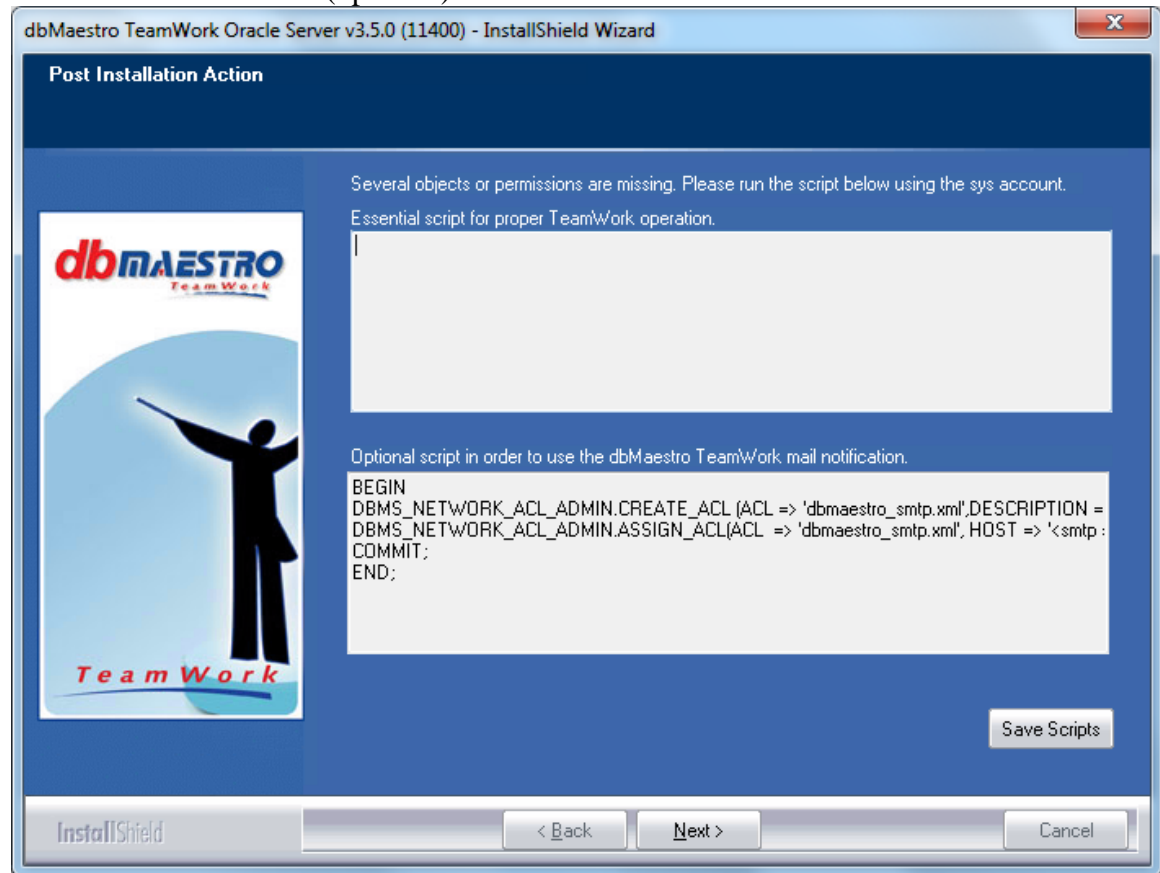 dbMaestro TeamWork Oracle Server v3.5.0 (11400) - InstallShield Wizard
Post Installation Action
Several objects or permissions are missing. Please run the script below using the sys account.
Essential script for proper TeamWork operation.
dbMAESTRO
TeamWork
Optional script in order to use the dbMaestro TeamWork mail notification.
BEGIN
DBMS_NETWORK_ACL_ADMIN.CREATE_ACL (ACL => 'dbmaestro_smtp.xml',DESCRIPTION =
DBMS_NETWORK_ACL_ADMIN.ASSIGN_ACL(ACL => 'dbmaestro_smtp.xml', HOST => '<smtp
COMMIT;
END;
TeamWork
Save Scripts
InstallShield
< Back
Next >
Cancel